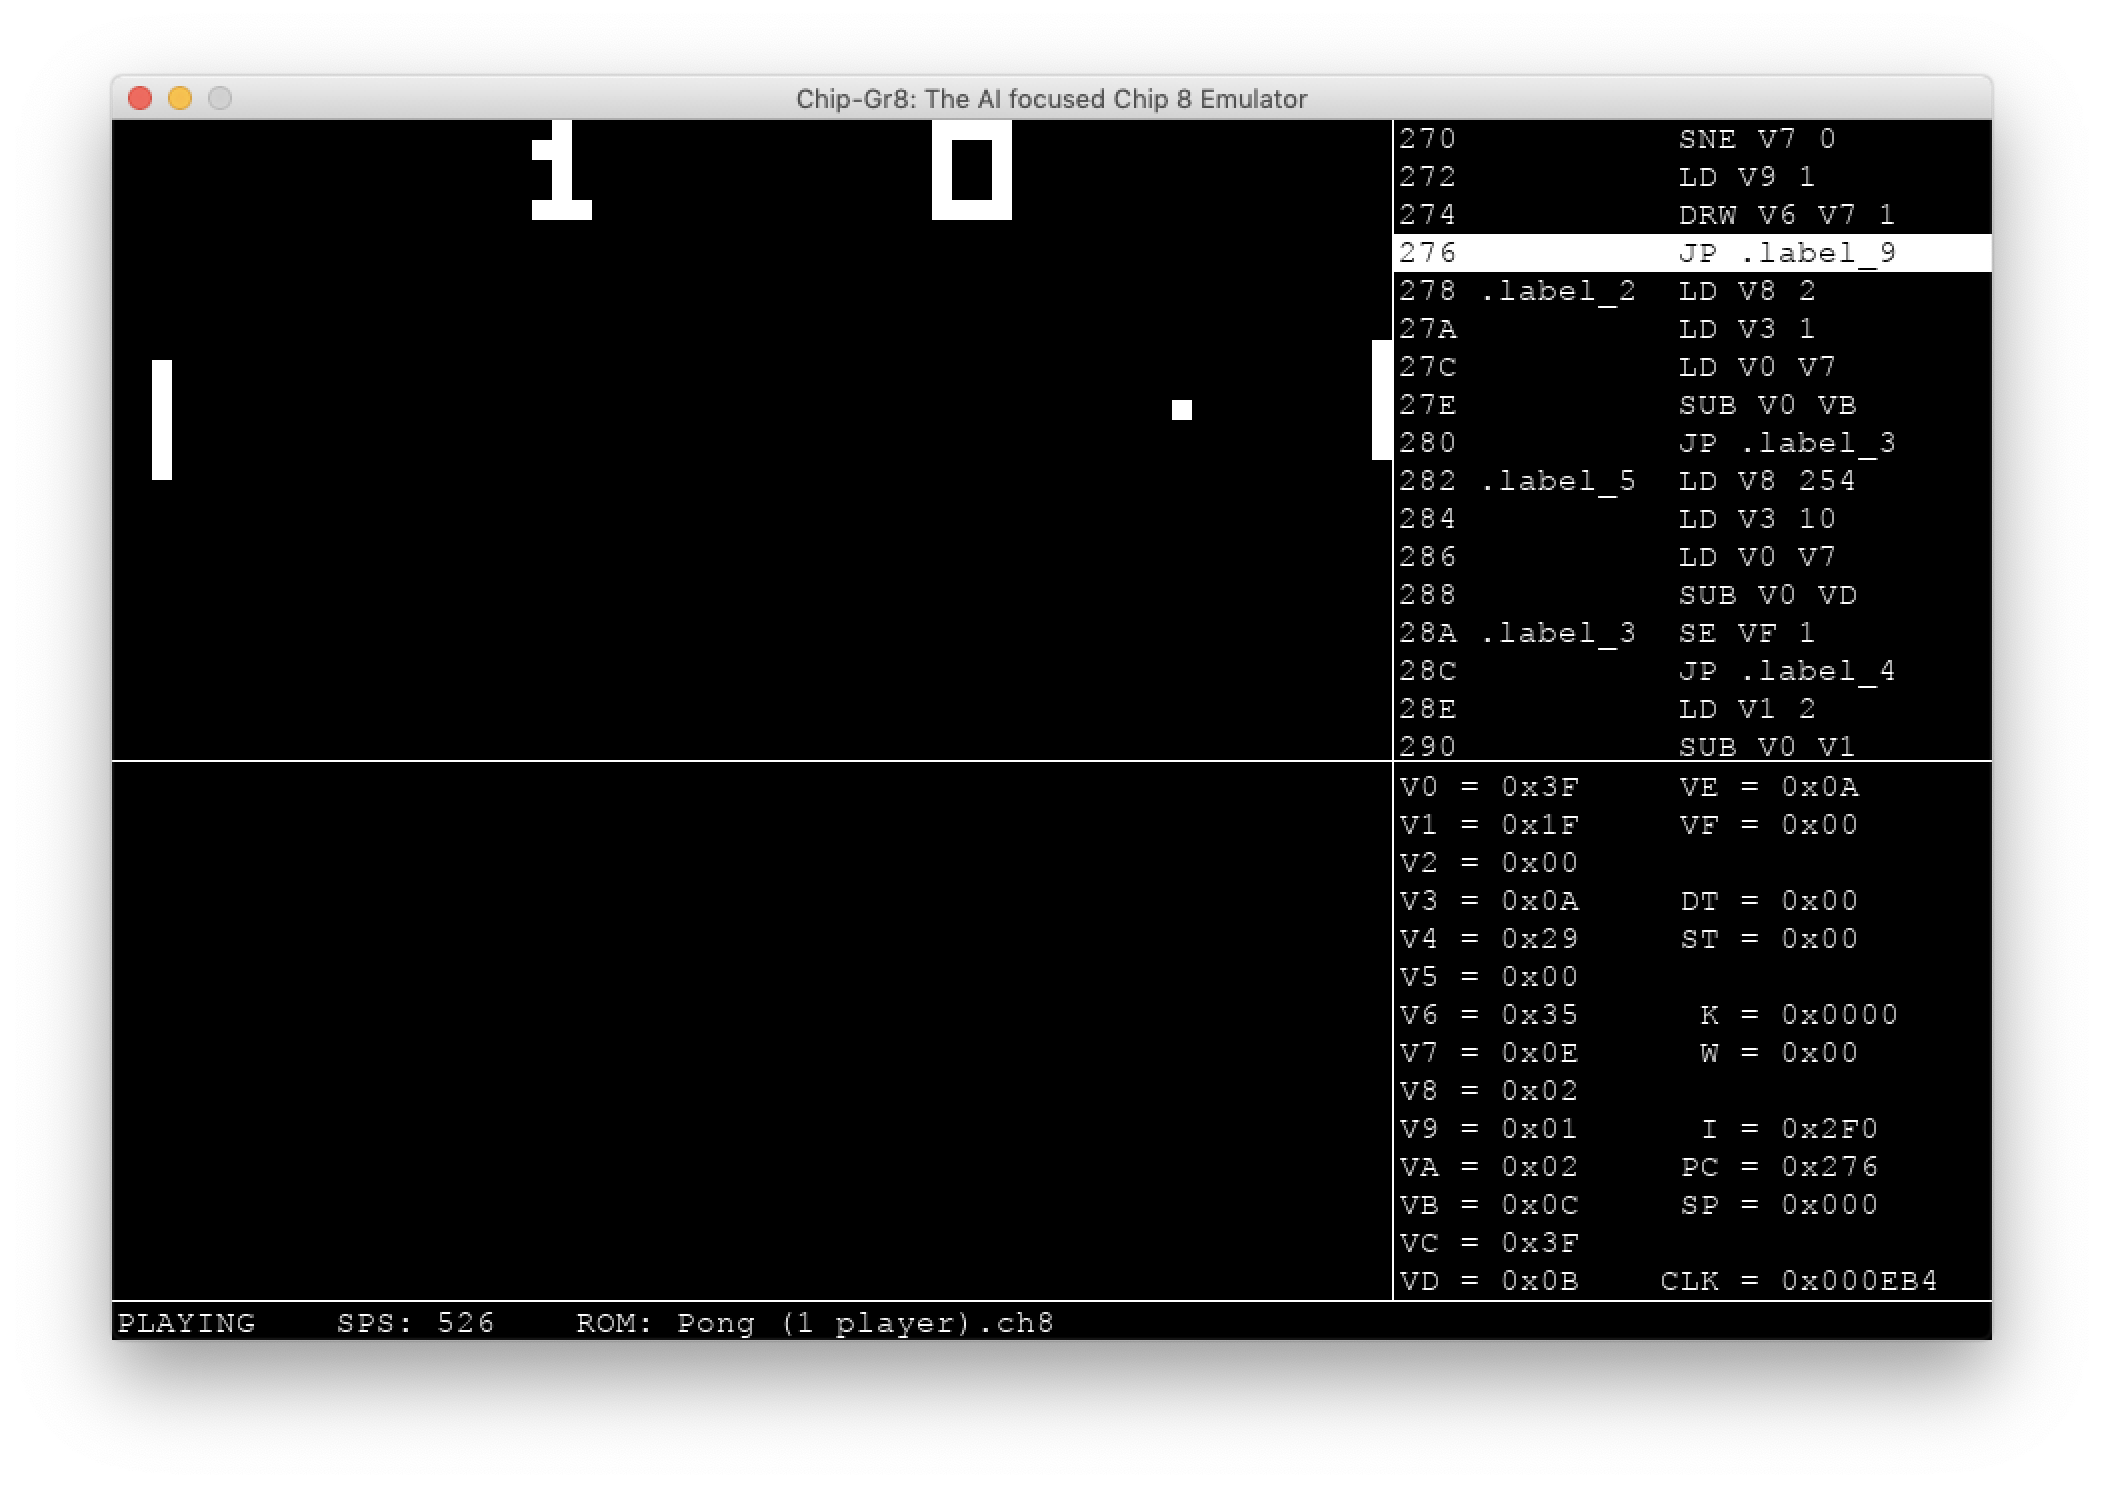 Chip-Gr8: The AI focused Chip 8 Emulator
1 0
270 SNE V7 0
272 LD V9 1
274 DRW V6 V7 1
276 JP .label_9
278 .label_2 LD V8 2
27A LD V3 1
27C LD V0 V7
27E SUB V0 VB
280 JP .label_3
282 .label_5 LD V8 254
284 LD V3 10
286 LD V0 V7
288 SUB V0 VD
28A .label_3 SE VF 1
28C JP .label_4
28E LD V1 2
290 SUB V0 V1
V0 = 0x3F VE = 0x0A
V1 = 0x1F VF = 0x00
V2 = 0x00
V3 = 0x0A DT = 0x00
V4 = 0x29 ST = 0x00
V5 = 0x00
V6 = 0x35 K = 0x0000
V7 = 0x0E W = 0x00
V8 = 0x02
V9 = 0x01 I = 0x2F0
VA = 0x02 PC = 0x276
VB = 0x0C SP = 0x000
VC = 0x3F
VD = 0x0B CLK = 0x000EB4
PLAYING SPS: 526 ROM: Pong (1 player).ch8